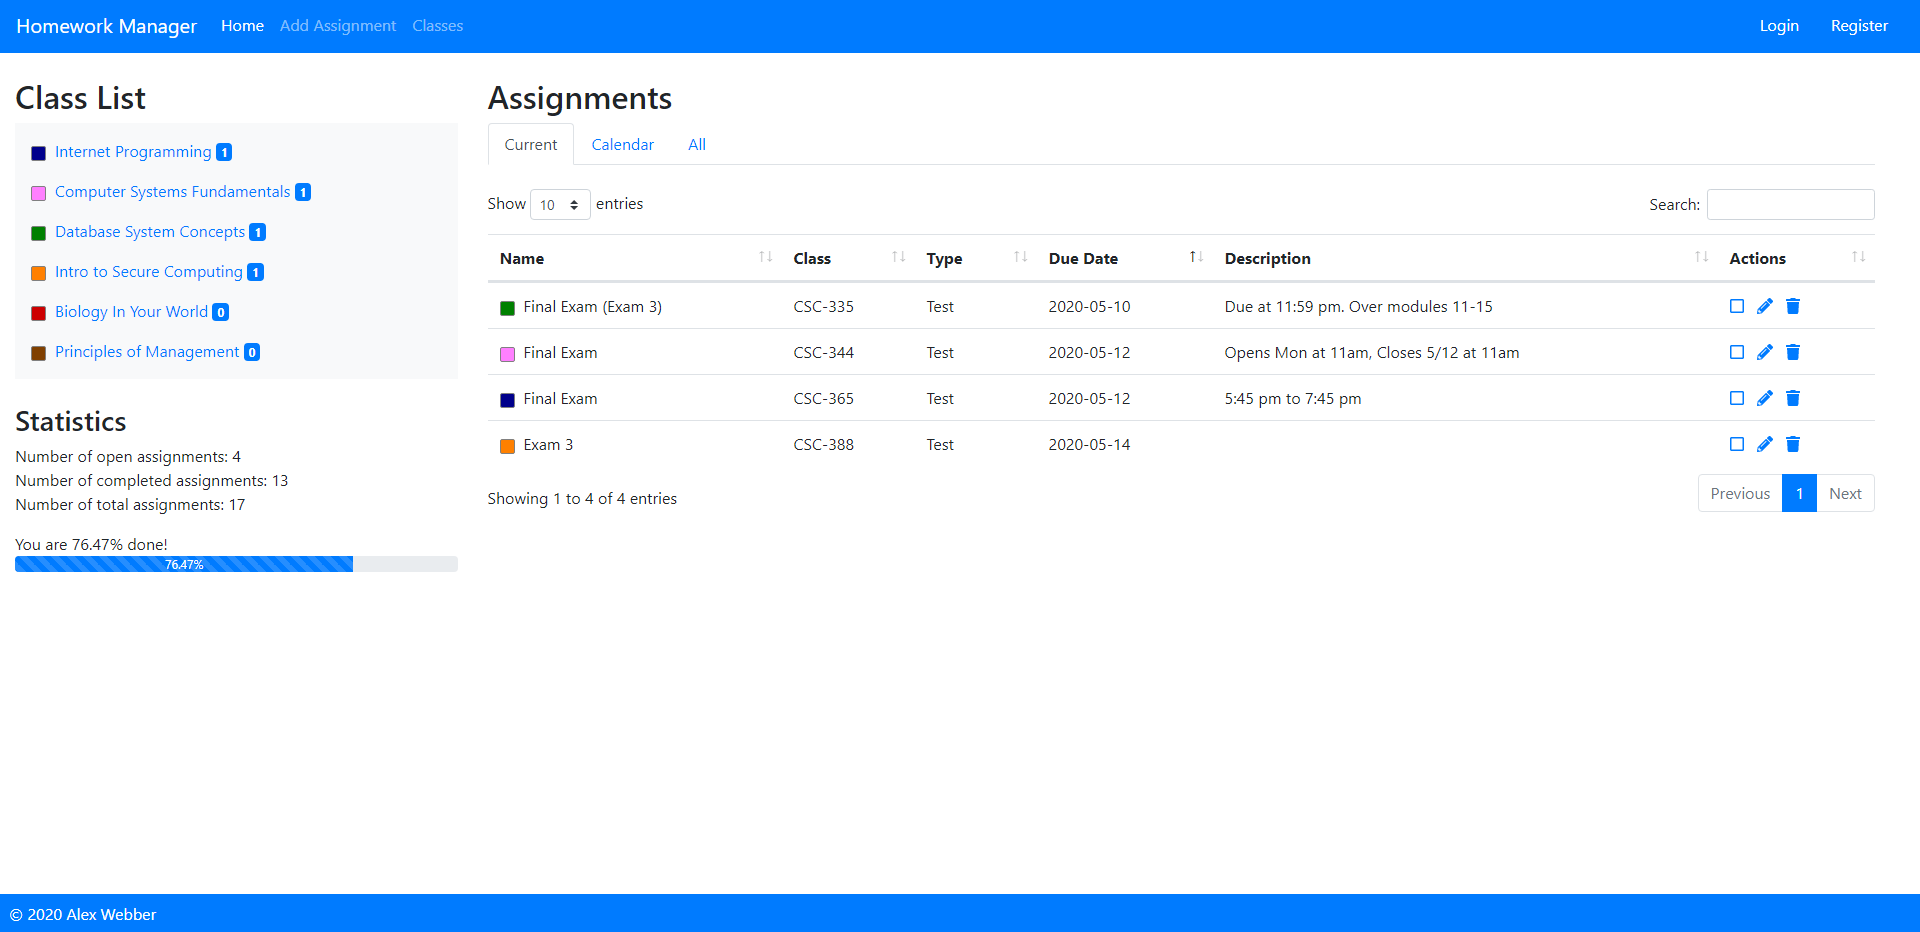 Homework Manager Home Add Assignment Classes Login Register
Class List
Internet Programming 1
Computer Systems Fundamentals 1
Database System Concepts 1
Intro to Secure Computing 1
Biology In Your World 0
Principles of Management 0
Statistics
Number of open assignments: 4
Number of completed assignments: 13
Number of total assignments: 17
You are 76.47% done!
76.47%
Assignments
Current Calendar All
Show 10 entries Search:
Name Class Type Due Date Description Actions
Final Exam (Exam 3) CSC-335 Test 2020-05-10 Due at 11:59 pm. Over modules 11-15
Final Exam CSC-344 Test 2020-05-12 Opens Mon at 11am, Closes 5/12 at 11am
Final Exam CSC-365 Test 2020-05-12 5:45 pm to 7:45 pm
Exam 3 CSC-388 Test 2020-05-14
Showing 1 to 4 of 4 entries Previous 1 Next
© 2020 Alex Webber